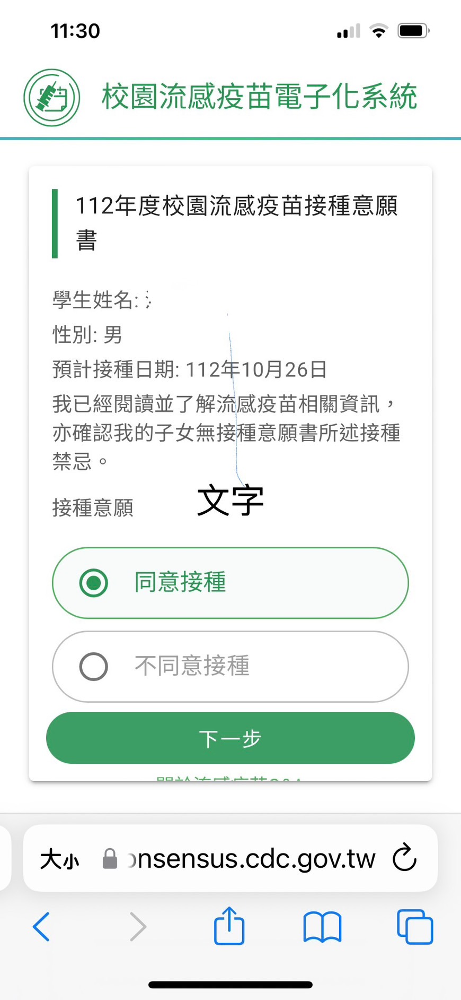 11:30
校園流感疫苗電子化系統
112年度校園流感疫苗接種意願
書
學生姓名:
性別: 男
預計接種日期: 112年10月26日
我已經閱讀並了解流感疫苗相關資訊，
亦確認我的子女無接種意願書所述接種
禁忌。
接種意願
文字
同意接種
不同意接種
下一步
大小
nsensus.cdc.gov.tw